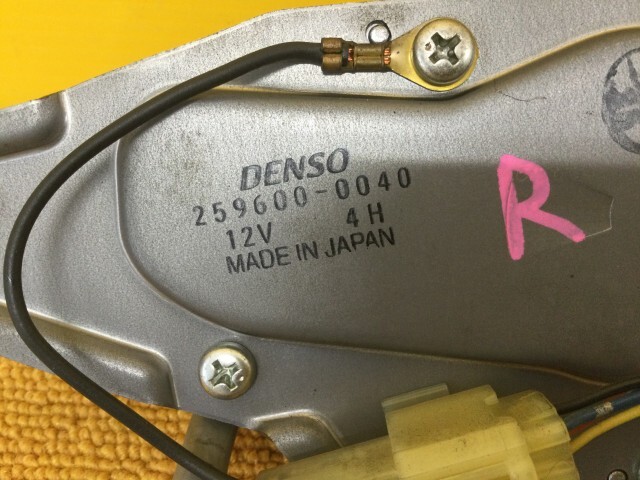 DENSO
259600-0040
12V 4H
MADE IN JAPAN
R